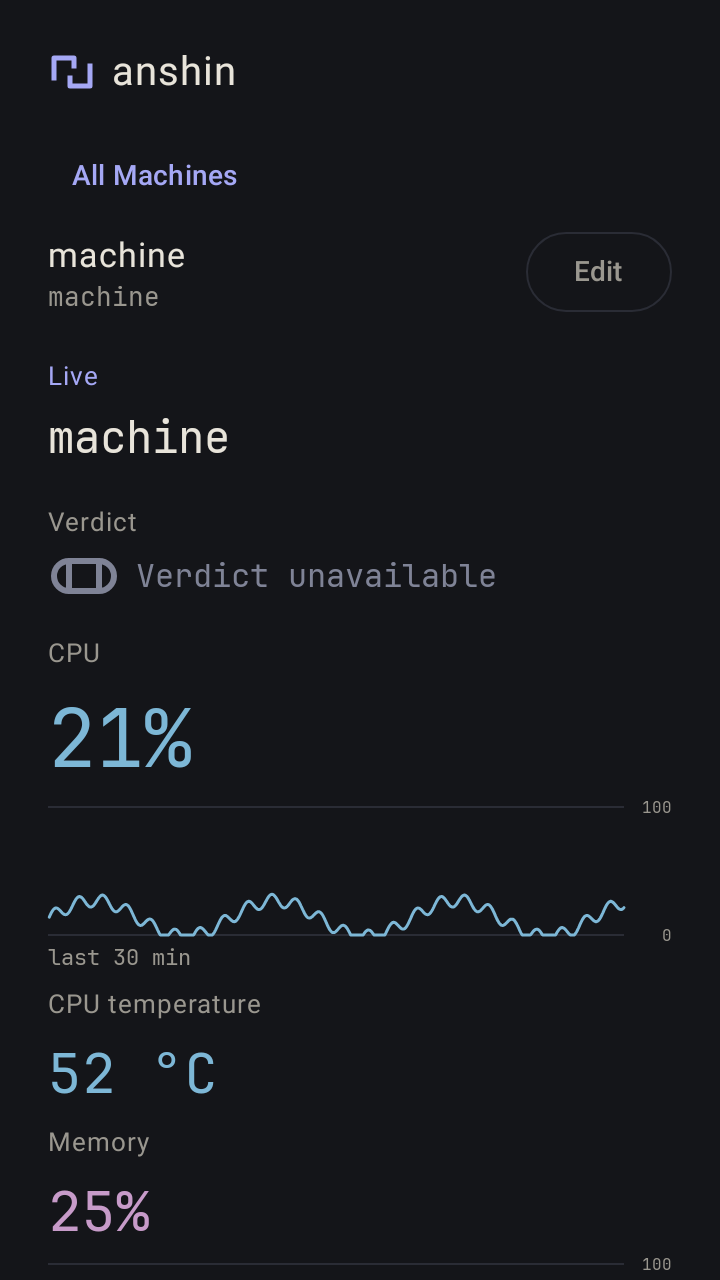 anshin
All Machines
machine
machine
Edit
Live
machine
Verdict
Verdict unavailable
CPU
21%
100
0
last 30 min
CPU temperature
52 °C
Memory
25%
100